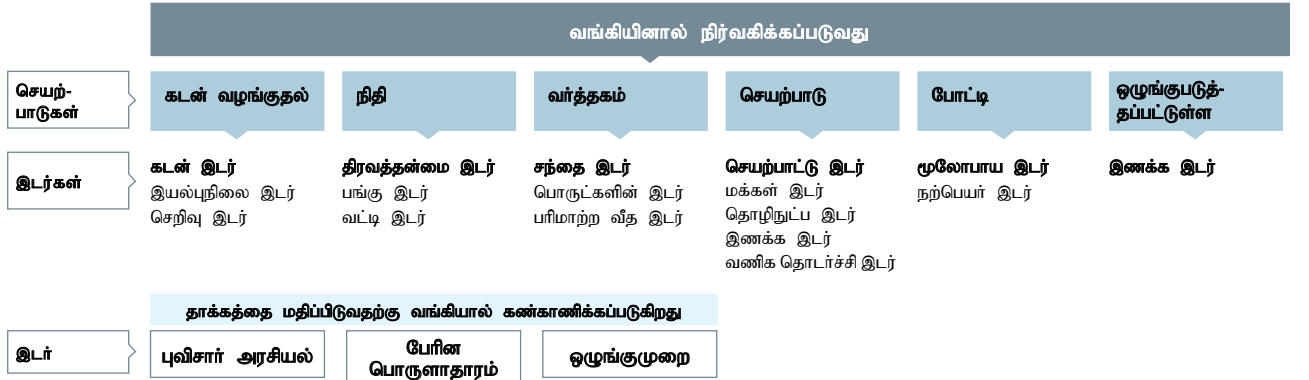 வங்கியினால் நிர்வகிக்கப்படுவது
செயற்-
பாடுகள்
கடன் வழங்குதல்
நிதி
வர்த்தகம்
செயற்பாடு
போட்டி
ஒழுங்குபடுத்-
தப்பட்டுள்ள
இடர்கள்
கடன் இடர்
இயல்புநிலை இடர்
செறிவு இடர்
திரவத்தன்மை இடர்
பங்கு இடர்
வட்டி இடர்
சந்தை இடர்
பொருட்களின் இடர்
பரிமாற்ற வீத இடர்
செயற்பாட்டு இடர்
மக்கள் இடர்
தொழிநுட்ப இடர்
இணக்க இடர்
வணிக தொடர்ச்சி இடர்
மூலோபாய இடர்
நற்பெயர் இடர்
இணக்க இடர்
தாக்கத்தை மதிப்பிடுவதற்கு வங்கியால் கண்காணிக்கப்படுகிறது
இடர்
புவிசார் அரசியல்
பேரின
பொருளாதாரம்
ஒழுங்குமுறை